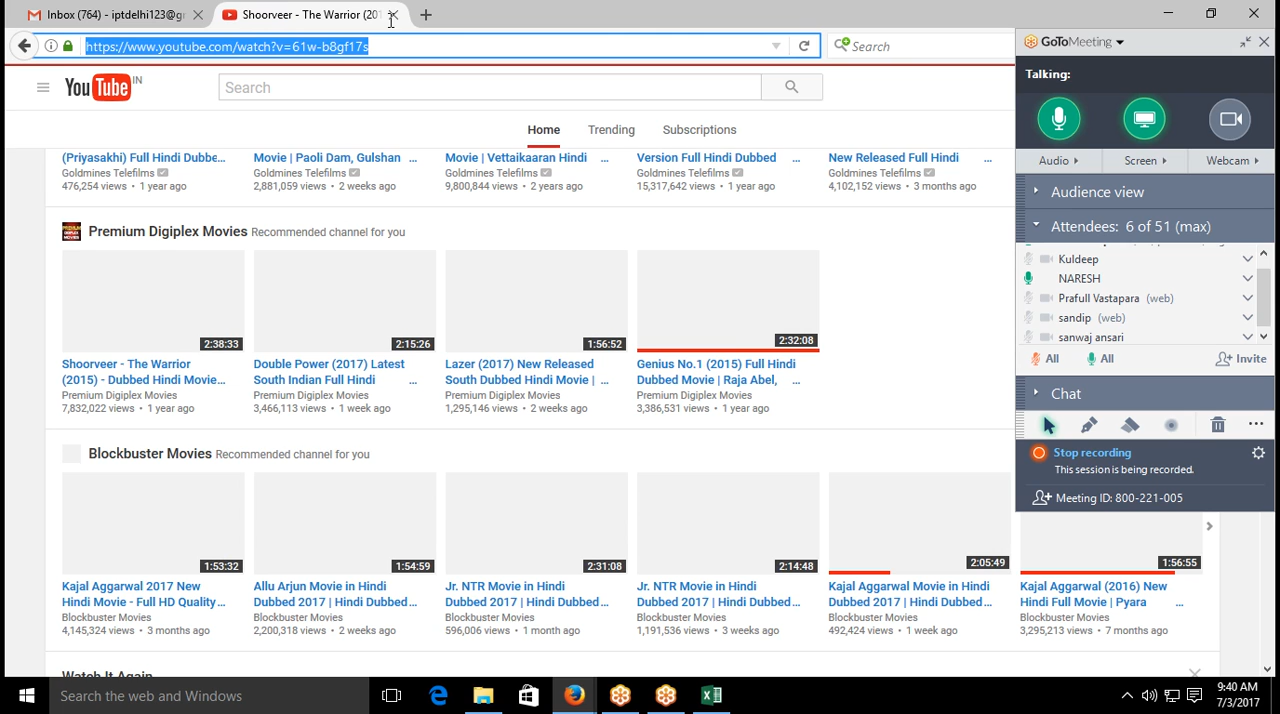 Inbox (764) - iptdelhi123@gr
Shoorveer - The Warrior (201
https://www.youtube.com/watch?v=61w-b8gf17s
Search
GoToMeeting
Talking:
YouTube IN
Search
Home Trending Subscriptions
Audio Screen Webcam
(Priyasakhi) Full Hindi Dubbe...
Goldmines Telefilms
476,254 views • 1 year ago
Movie | Paoli Dam, Gulshan ...
Goldmines Telefilms
2,881,059 views • 2 weeks ago
Movie | Vettaikaaran Hindi ...
Goldmines Telefilms
9,800,844 views • 2 years ago
Version Full Hindi Dubbed ...
Goldmines Telefilms
15,317,642 views • 1 year ago
New Released Full Hindi ...
Goldmines Telefilms
4,102,152 views • 3 months ago
Audience view
Attendees: 6 of 51 (max)
Kuldeep
NARESH
Prafull Vastapara (web)
sandip (web)
sanwaj ansari
All All Invite
Chat
Stop recording
This session is being recorded.
Meeting ID: 800-221-005
Premium Digiplex Movies Recommended channel for you
2:38:33
Shoorveer - The Warrior
(2015) - Dubbed Hindi Movie...
Premium Digiplex Movies
7,832,022 views • 1 year ago
2:15:26
Double Power (2017) Latest
South Indian Full Hindi ...
Premium Digiplex Movies
3,466,113 views • 1 week ago
1:56:52
Lazer (2017) New Released
South Dubbed Hindi Movie | ...
Premium Digiplex Movies
1,295,146 views • 2 weeks ago
2:32:08
Genius No.1 (2015) Full Hindi
Dubbed Movie | Raja Abel, ...
Premium Digiplex Movies
3,386,531 views • 1 year ago
Blockbuster Movies Recommended channel for you
1:53:32
Kajal Aggarwal 2017 New
Hindi Movie - Full HD Quality...
Blockbuster Movies
4,145,324 views • 3 months ago
1:54:59
Allu Arjun Movie in Hindi
Dubbed 2017 | Hindi Dubbed...
Blockbuster Movies
2,200,318 views • 2 weeks ago
2:31:08
Jr. NTR Movie in Hindi
Dubbed 2017 | Hindi Dubbed...
Blockbuster Movies
596,006 views • 1 month ago
2:14:48
Jr. NTR Movie in Hindi
Dubbed 2017 | Hindi Dubbed...
Blockbuster Movies
1,191,536 views • 3 weeks ago
2:05:49
Kajal Aggarwal Movie in Hindi
Dubbed 2017 | Hindi Dubbed...
Blockbuster Movies
492,424 views • 1 week ago
1:56:55
Kajal Aggarwal (2016) New
Hindi Full Movie | Pyara ...
Blockbuster Movies
3,295,213 views • 7 months ago
Watch It Again
Search the web and Windows
9:40 AM
7/3/2017